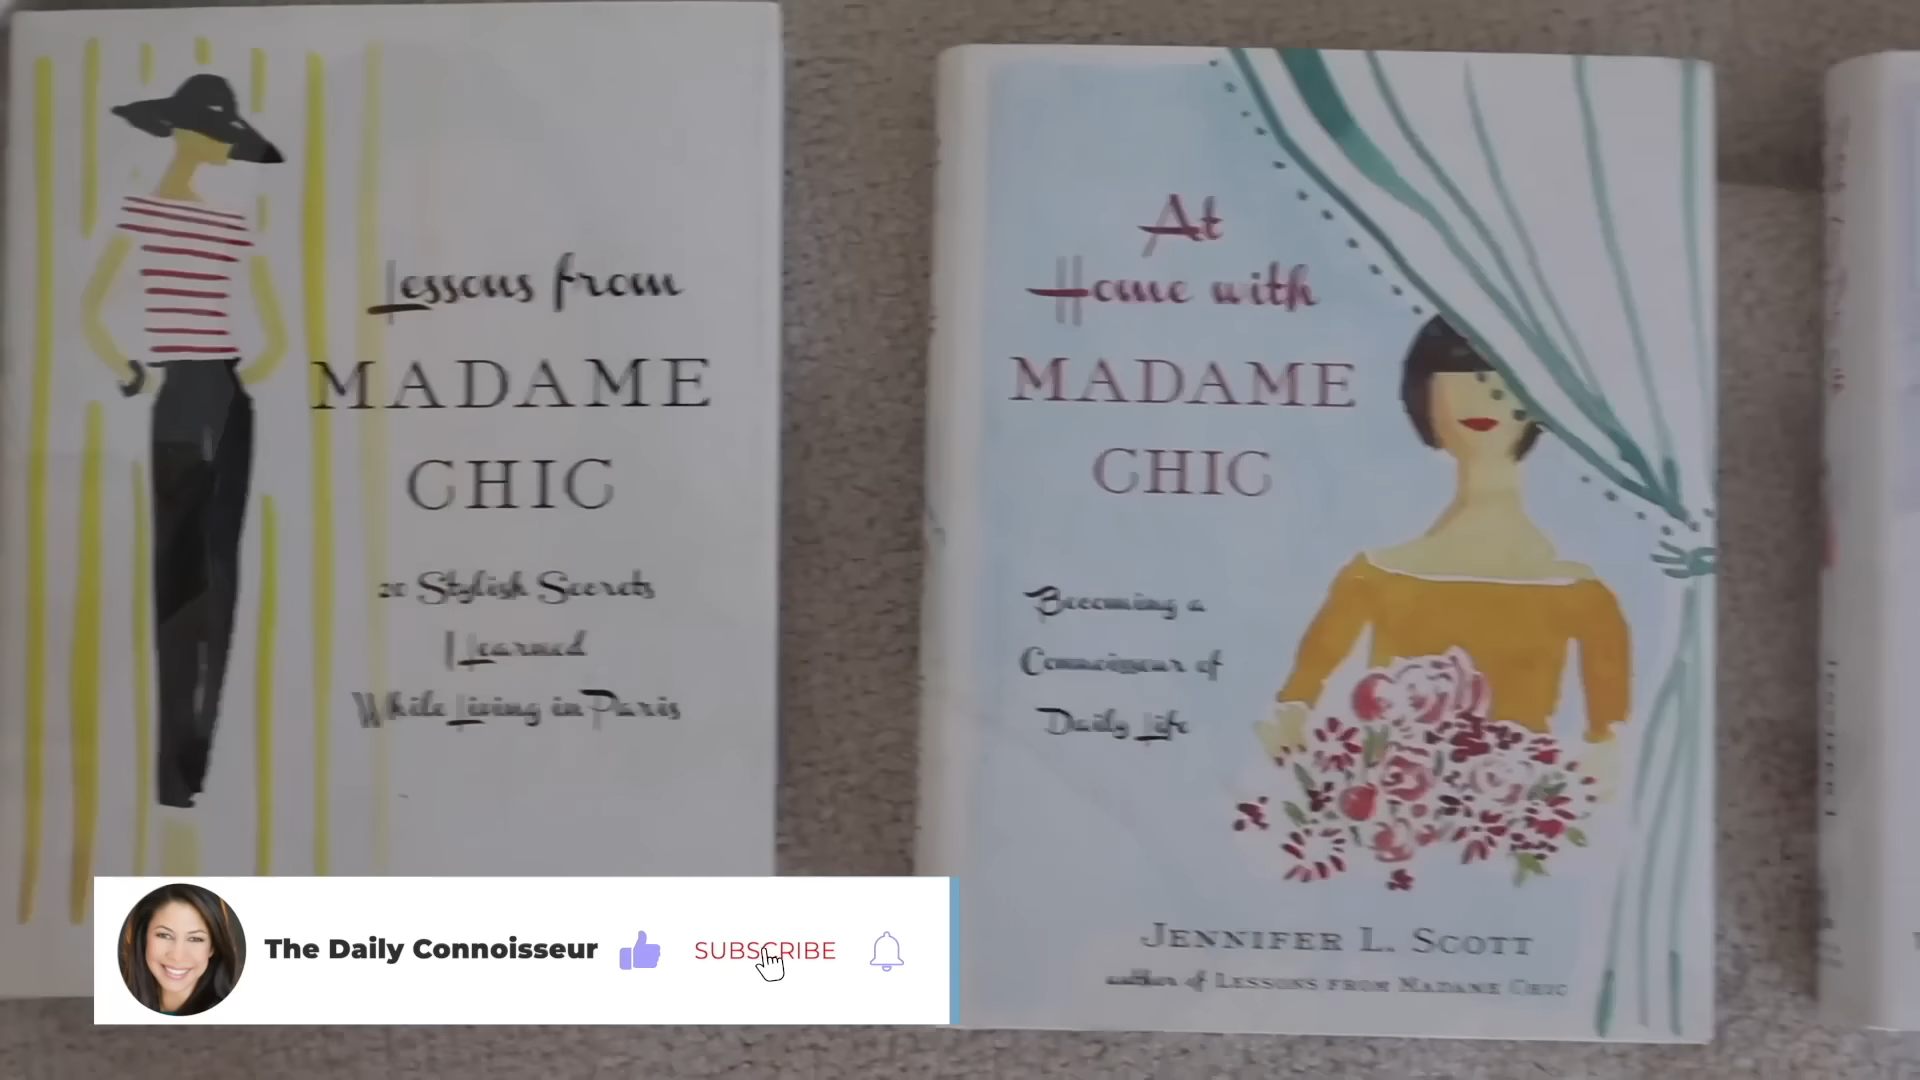 Lessons from
MADAME
CHIC
20 Stylish Secrets
I Learned
While Living in Paris
At
Home with
MADAME
CHIC
Becoming a
Connoisseur of
Daily Life
JENNIFER L. SCOTT
author of LESSONS FROM MADAME CHIC
The Daily Connoisseur
SUBSCRIBE